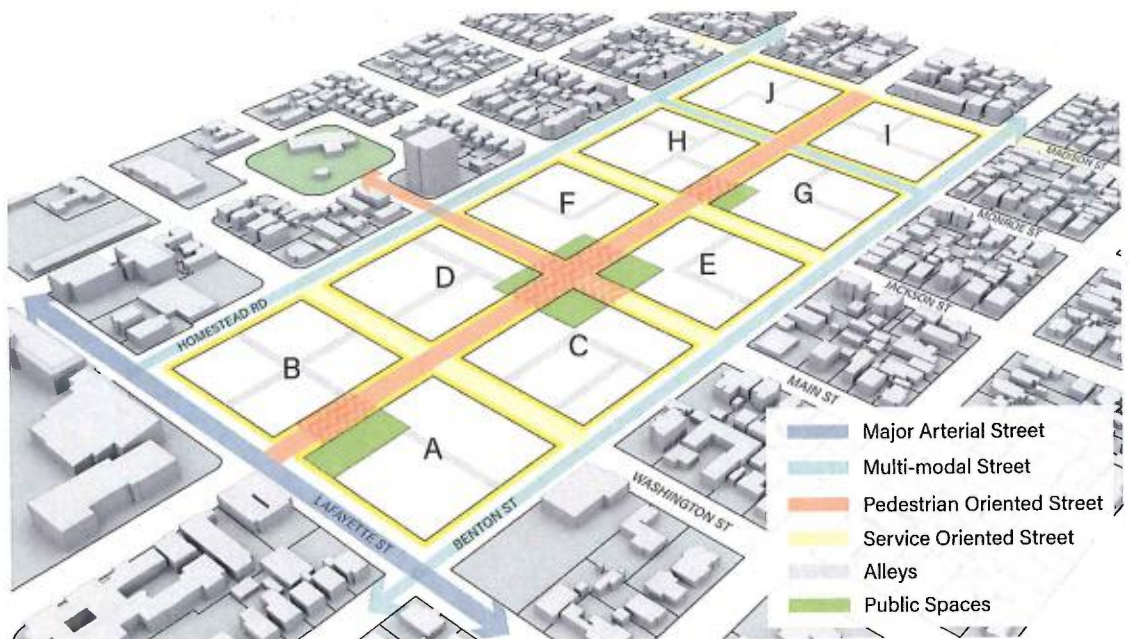 J
I
H
G
F
E
D
C
B
A
HOMESTEAD RD
LAFAYETTE ST
BENTON ST
WASHINGTON ST
MAIN ST
JACKSON ST
MONROE ST
MADISON ST
Major Arterial Street
Multi-modal Street
Pedestrian Oriented Street
Service Oriented Street
Alleys
Public Spaces